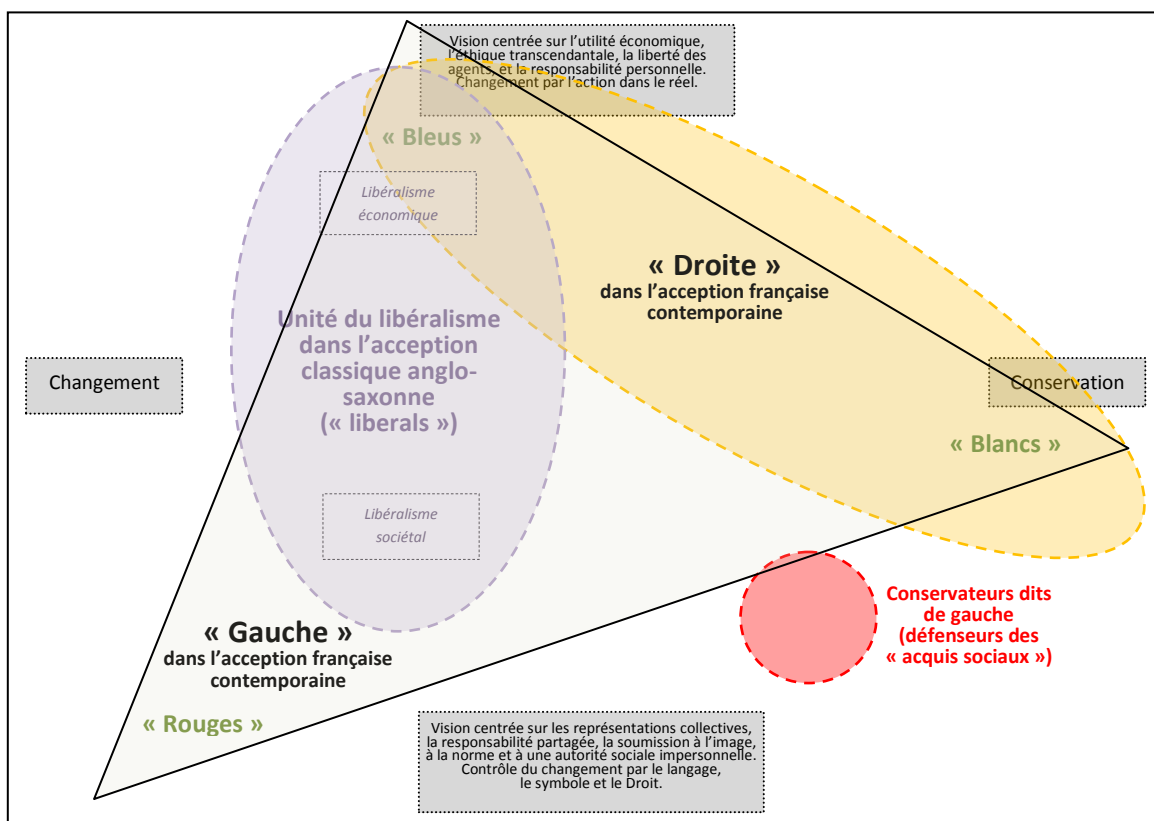 Vision centrée sur l'utilité économique,
l'éthique transcendantale, la liberté des
agents, et la responsabilité personnelle.
Changement par l'action dans le réel.
« Bleus »
Libéralisme
économique
« Droite »
dans l'acception française
contemporaine
Unité du libéralisme
dans l'acception
classique anglo-
saxonne
(« liberals »)
Changement
Conservation
« Blancs »
Libéralisme
sociétal
Conservateurs dits
de gauche
(défenseurs des
« acquis sociaux »)
« Gauche »
dans l'acception française
contemporaine
« Rouges »
Vision centrée sur les représentations collectives,
la responsabilité partagée, la soumission à l'image,
à la norme et à une autorité sociale impersonnelle.
Contrôle du changement par le langage,
le symbole et le Droit.